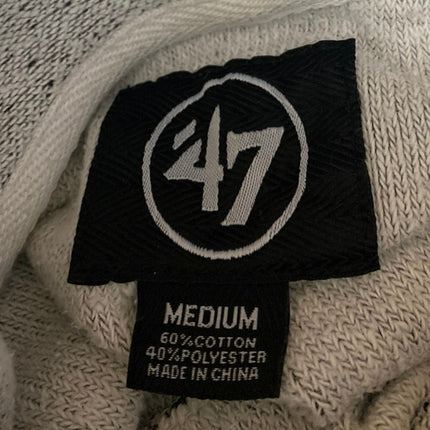 '47
MEDIUM
60%COTTON
40%POLYESTER
MADE IN CHINA